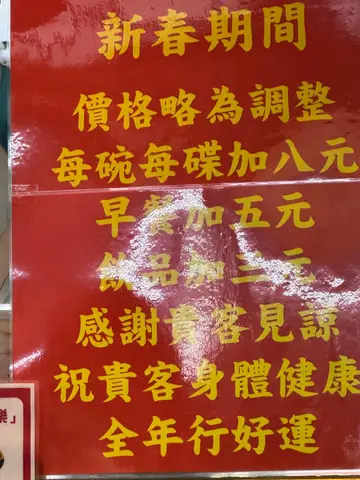 新春期間
價格略為調整
每碗每碟加八元
早餐加五元
飲品加三元
感謝貴客見諒
祝貴客身體健康
全年行好運